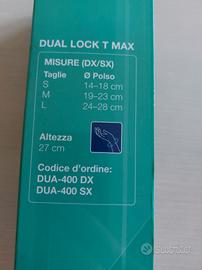 DUAL LOCK T MAX
MISURE (DX/SX)
Taglie Ø Polso
S 14-18 cm
M 19-23 cm
L 24-28 cm
Altezza
27 cm
Codice d'ordine:
DUA-400 DX
DUA-400 SX
Subito